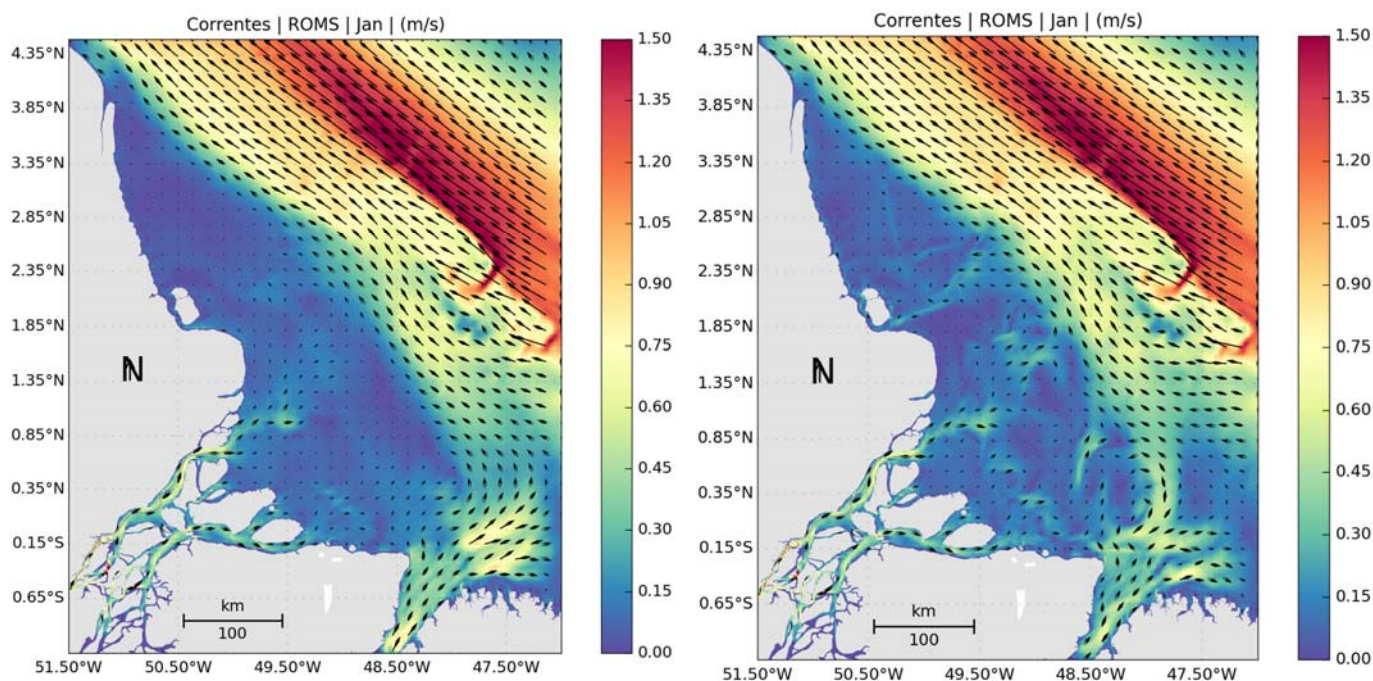 Correntes | ROMS | Jan | (m/s)
4.35°N
3.85°N
3.35°N
2.85°N
2.35°N
1.85°N
1.35°N
0.85°N
0.35°N
0.15°S
0.65°S
N
km
100
51.50°W 50.50°W 49.50°W 48.50°W 47.50°W
1.50
1.35
1.20
1.05
0.90
0.75
0.60
0.45
0.30
0.15
0.00
Correntes | ROMS | Jan | (m/s)
4.35°N
3.85°N
3.35°N
2.85°N
2.35°N
1.85°N
1.35°N
0.85°N
0.35°N
0.15°S
0.65°S
N
km
100
51.50°W 50.50°W 49.50°W 48.50°W 47.50°W
1.50
1.35
1.20
1.05
0.90
0.75
0.60
0.45
0.30
0.15
0.00